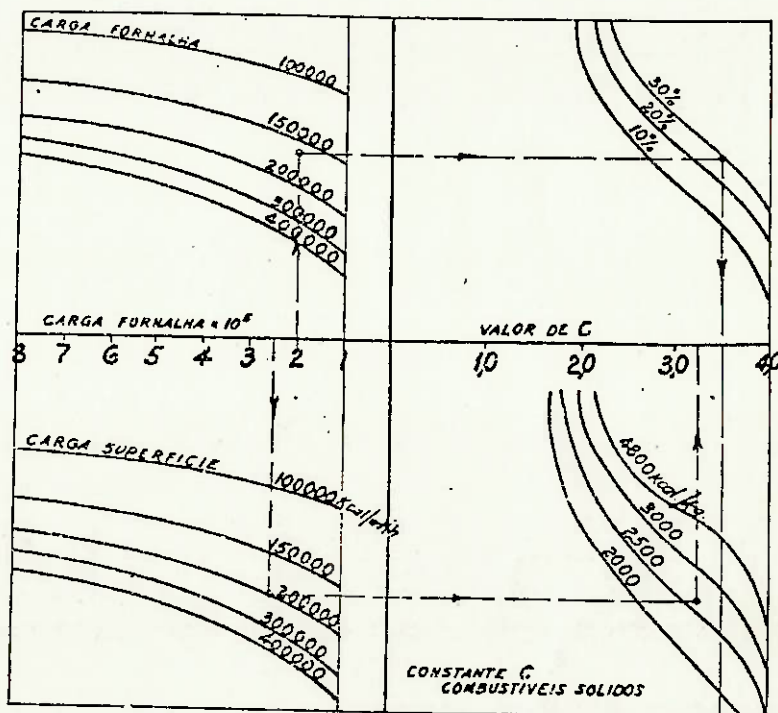 CARGA FORNALHA
100000
150000
200000
300000
400000
30%
20%
10%
CARGA FORNALHA × 10⁵
VALOR DE C
8 7 6 5 4 3 2 1 1,0 2,0 3,0 4,0
CARGA SUPERFICIE
100000
150000
200000
300000
400000
4800 Kcal/kg.
3000
2500
2000
CONSTANTE C
COMBUSTÍVEIS SOLIDOS